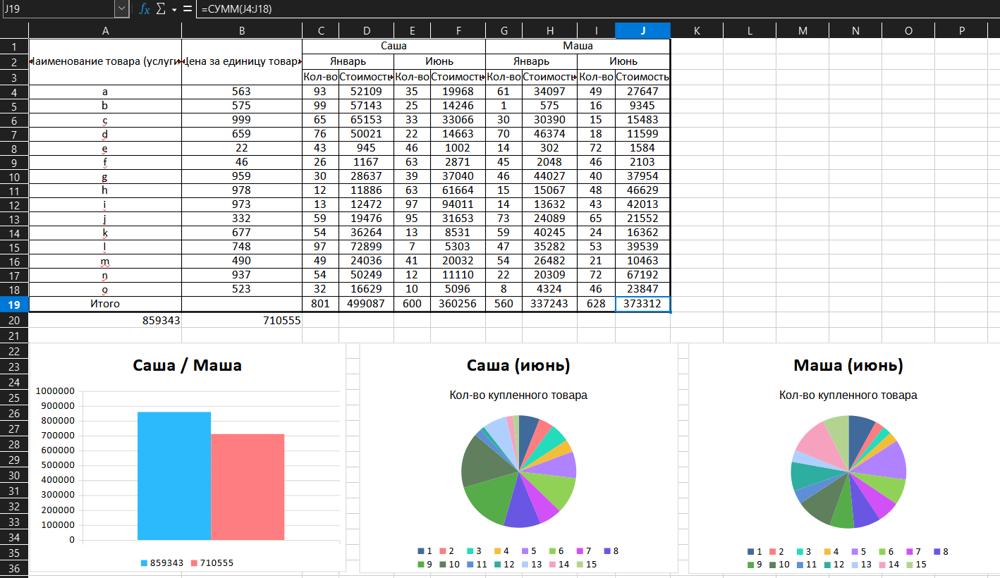 J19 fx Σ = =СУММ(J4:J18)
A B C D E F G H I J K L M N O P
1 Саша Маша
2 Наименование товара (услуги Цена за единицу товар Январь Июнь Январь Июнь
3 Кол-во Стоимость Кол-во Стоимость Кол-во Стоимость Кол-во Стоимость
4 a 563 93 52109 35 19968 61 34097 49 27647
5 b 575 99 57143 25 14246 1 575 16 9345
6 c 999 65 65153 33 33066 30 30390 15 15483
7 d 659 76 50021 22 14663 70 46374 18 11599
8 e 22 43 945 46 1002 14 302 72 1584
9 f 46 26 1167 63 2871 45 2048 46 2103
10 g 959 30 28637 39 37040 46 44027 40 37954
11 h 978 12 11886 63 61664 15 15067 48 46629
12 i 973 13 12472 97 94011 14 13632 43 42013
13 j 332 59 19476 95 31653 73 24089 65 21552
14 k 677 54 36264 13 8531 59 40245 24 16362
15 l 748 97 72899 7 5303 47 35282 53 39539
16 m 490 49 24036 41 20032 54 26482 21 10463
17 n 937 54 50249 12 11110 22 20309 72 67192
18 o 523 32 16629 10 5096 8 4324 46 23847
19 Итого 801 499087 600 360256 560 337243 628 373312
20 859343 710555
21
22
23
24
25
26
27
28
29
30
31
32
33
34
35
36
Саша / Маша
1000000
900000
800000
700000
600000
500000
400000
300000
200000
100000
0
859343 710555
Саша (июнь)
Кол-во купленного товара
1 2 3 4 5 6 7 8
9 10 11 12 13 14 15
Маша (июнь)
Кол-во купленного товара
1 2 3 4 5 6 7 8
9 10 11 12 13 14 15